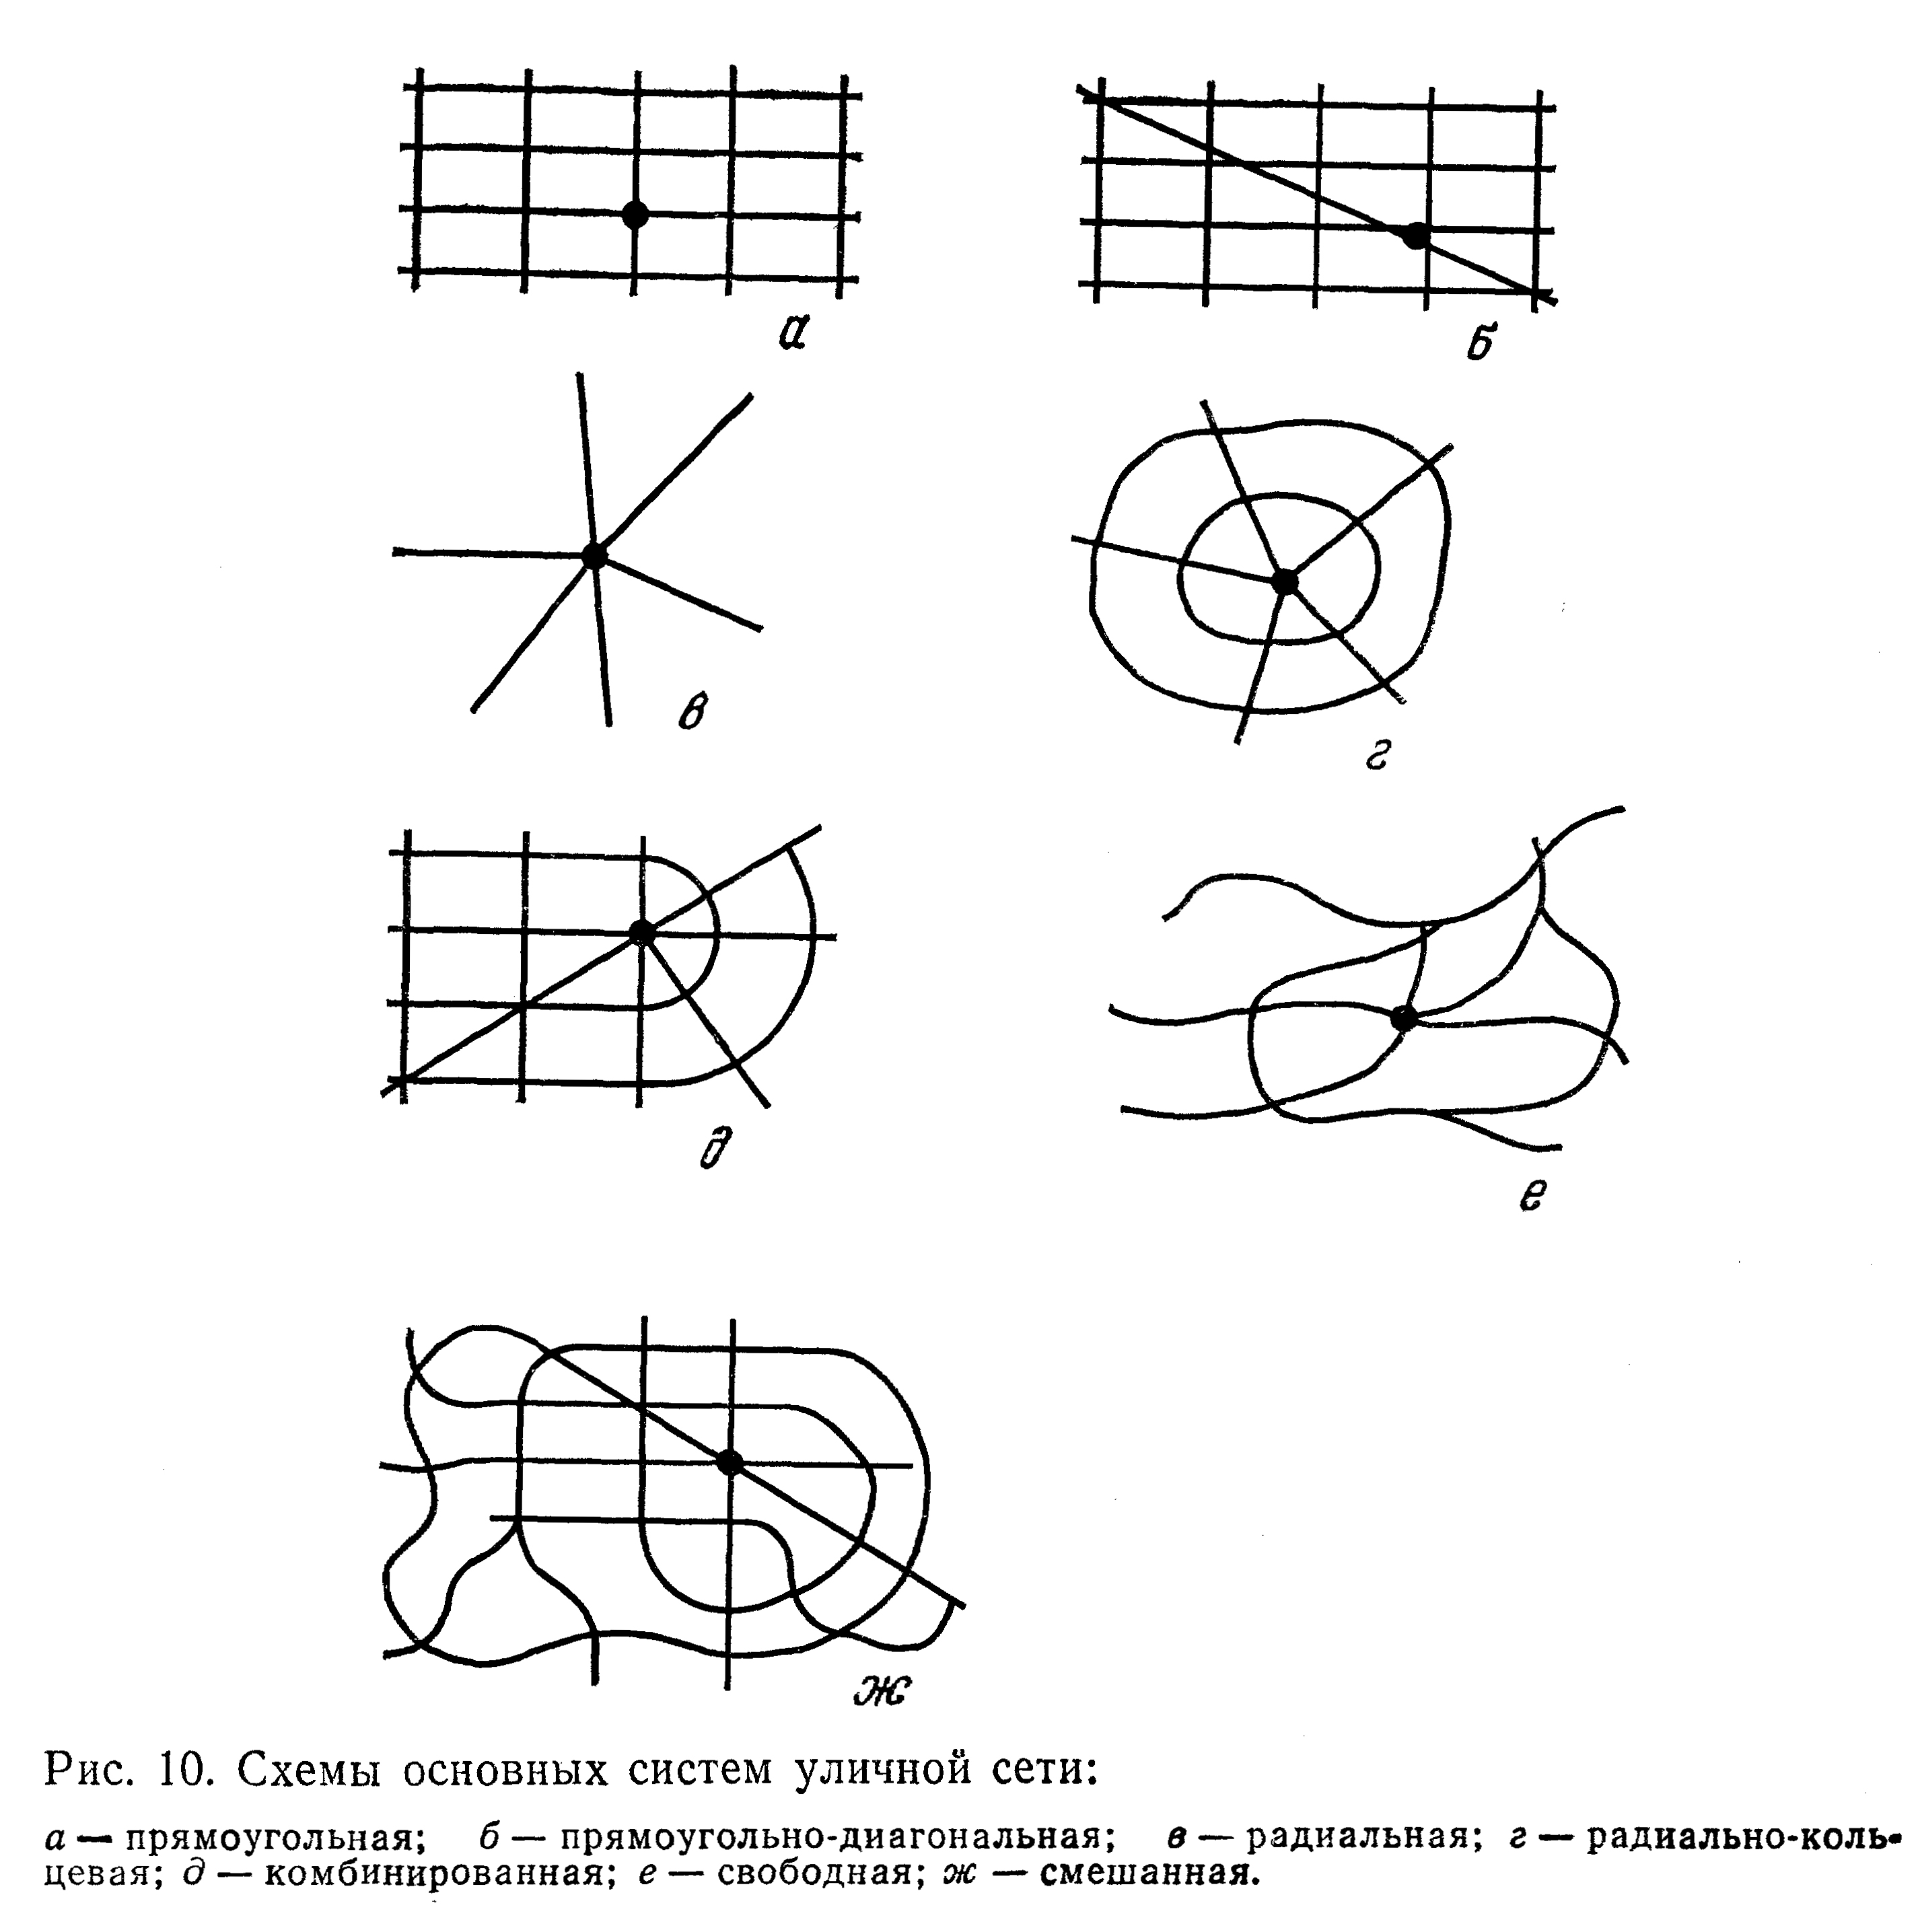 а
б
в
г
д
е
ж
Рис. 10. Схемы основных систем уличной сети:
а — прямоугольная; б — прямоугольно-диагональная; в — радиальная; г — радиально-коль-
цевая; д — комбинированная; е — свободная; ж — смешанная.